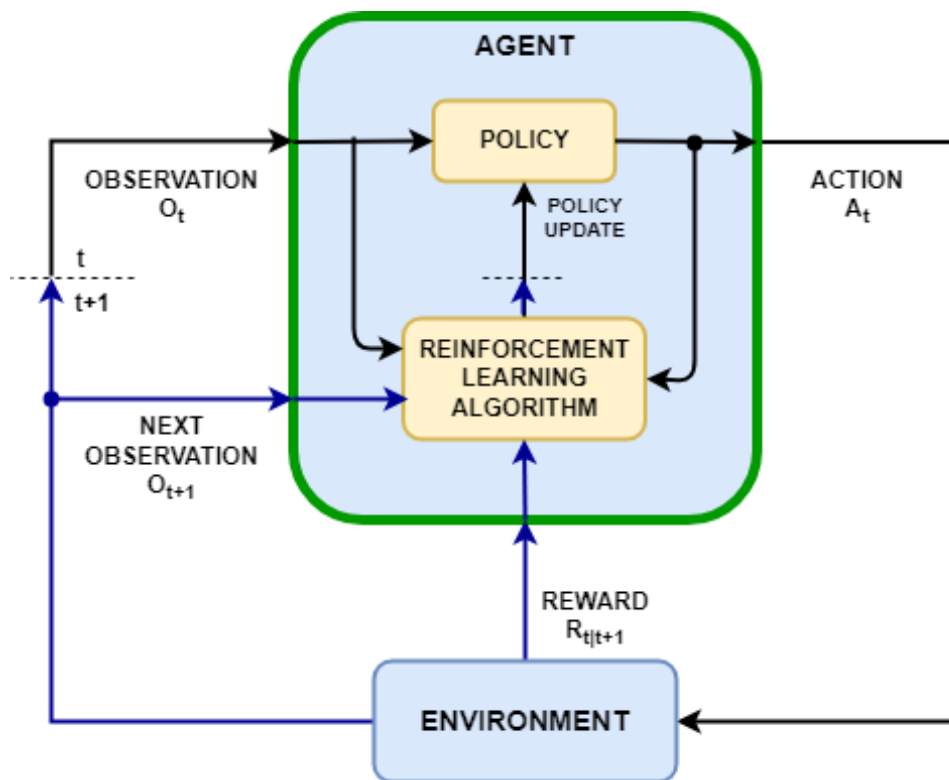 AGENT
POLICY
OBSERVATION
Oₜ
ACTION
Aₜ
POLICY
UPDATE
t
t+1
REINFORCEMENT
LEARNING
ALGORITHM
NEXT
OBSERVATION
Oₜ₊₁
REWARD
R_{t|t+1}
ENVIRONMENT